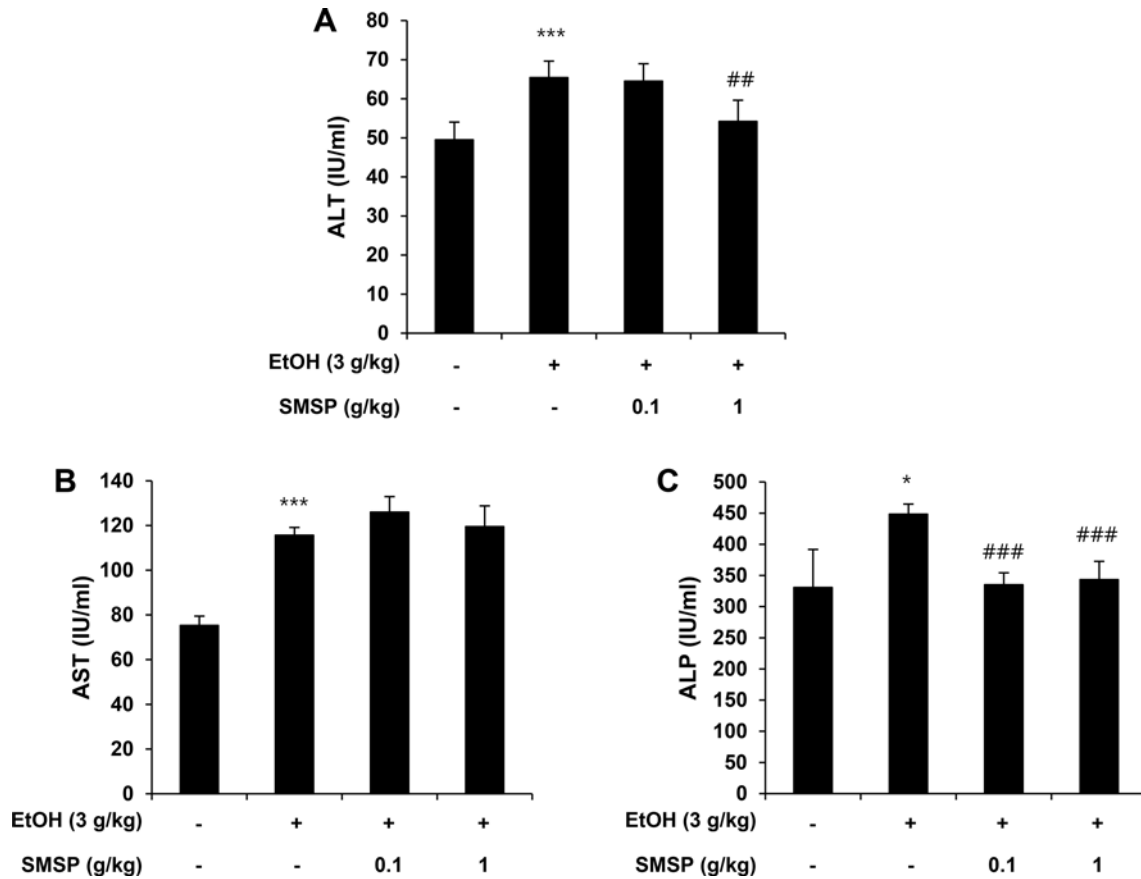 A
80
70
60
50
40
30
20
10
0
ALT (IU/ml)
***
##
EtOH (3 g/kg) - + + +
SMSP (g/kg) - - 0.1 1
B
140
120
100
80
60
40
20
0
AST (IU/ml)
***
EtOH (3 g/kg) - + + +
SMSP (g/kg) - - 0.1 1
C
500
450
400
350
300
250
200
150
100
50
0
ALP (IU/ml)
*
###
###
EtOH (3 g/kg) - + + +
SMSP (g/kg) - - 0.1 1